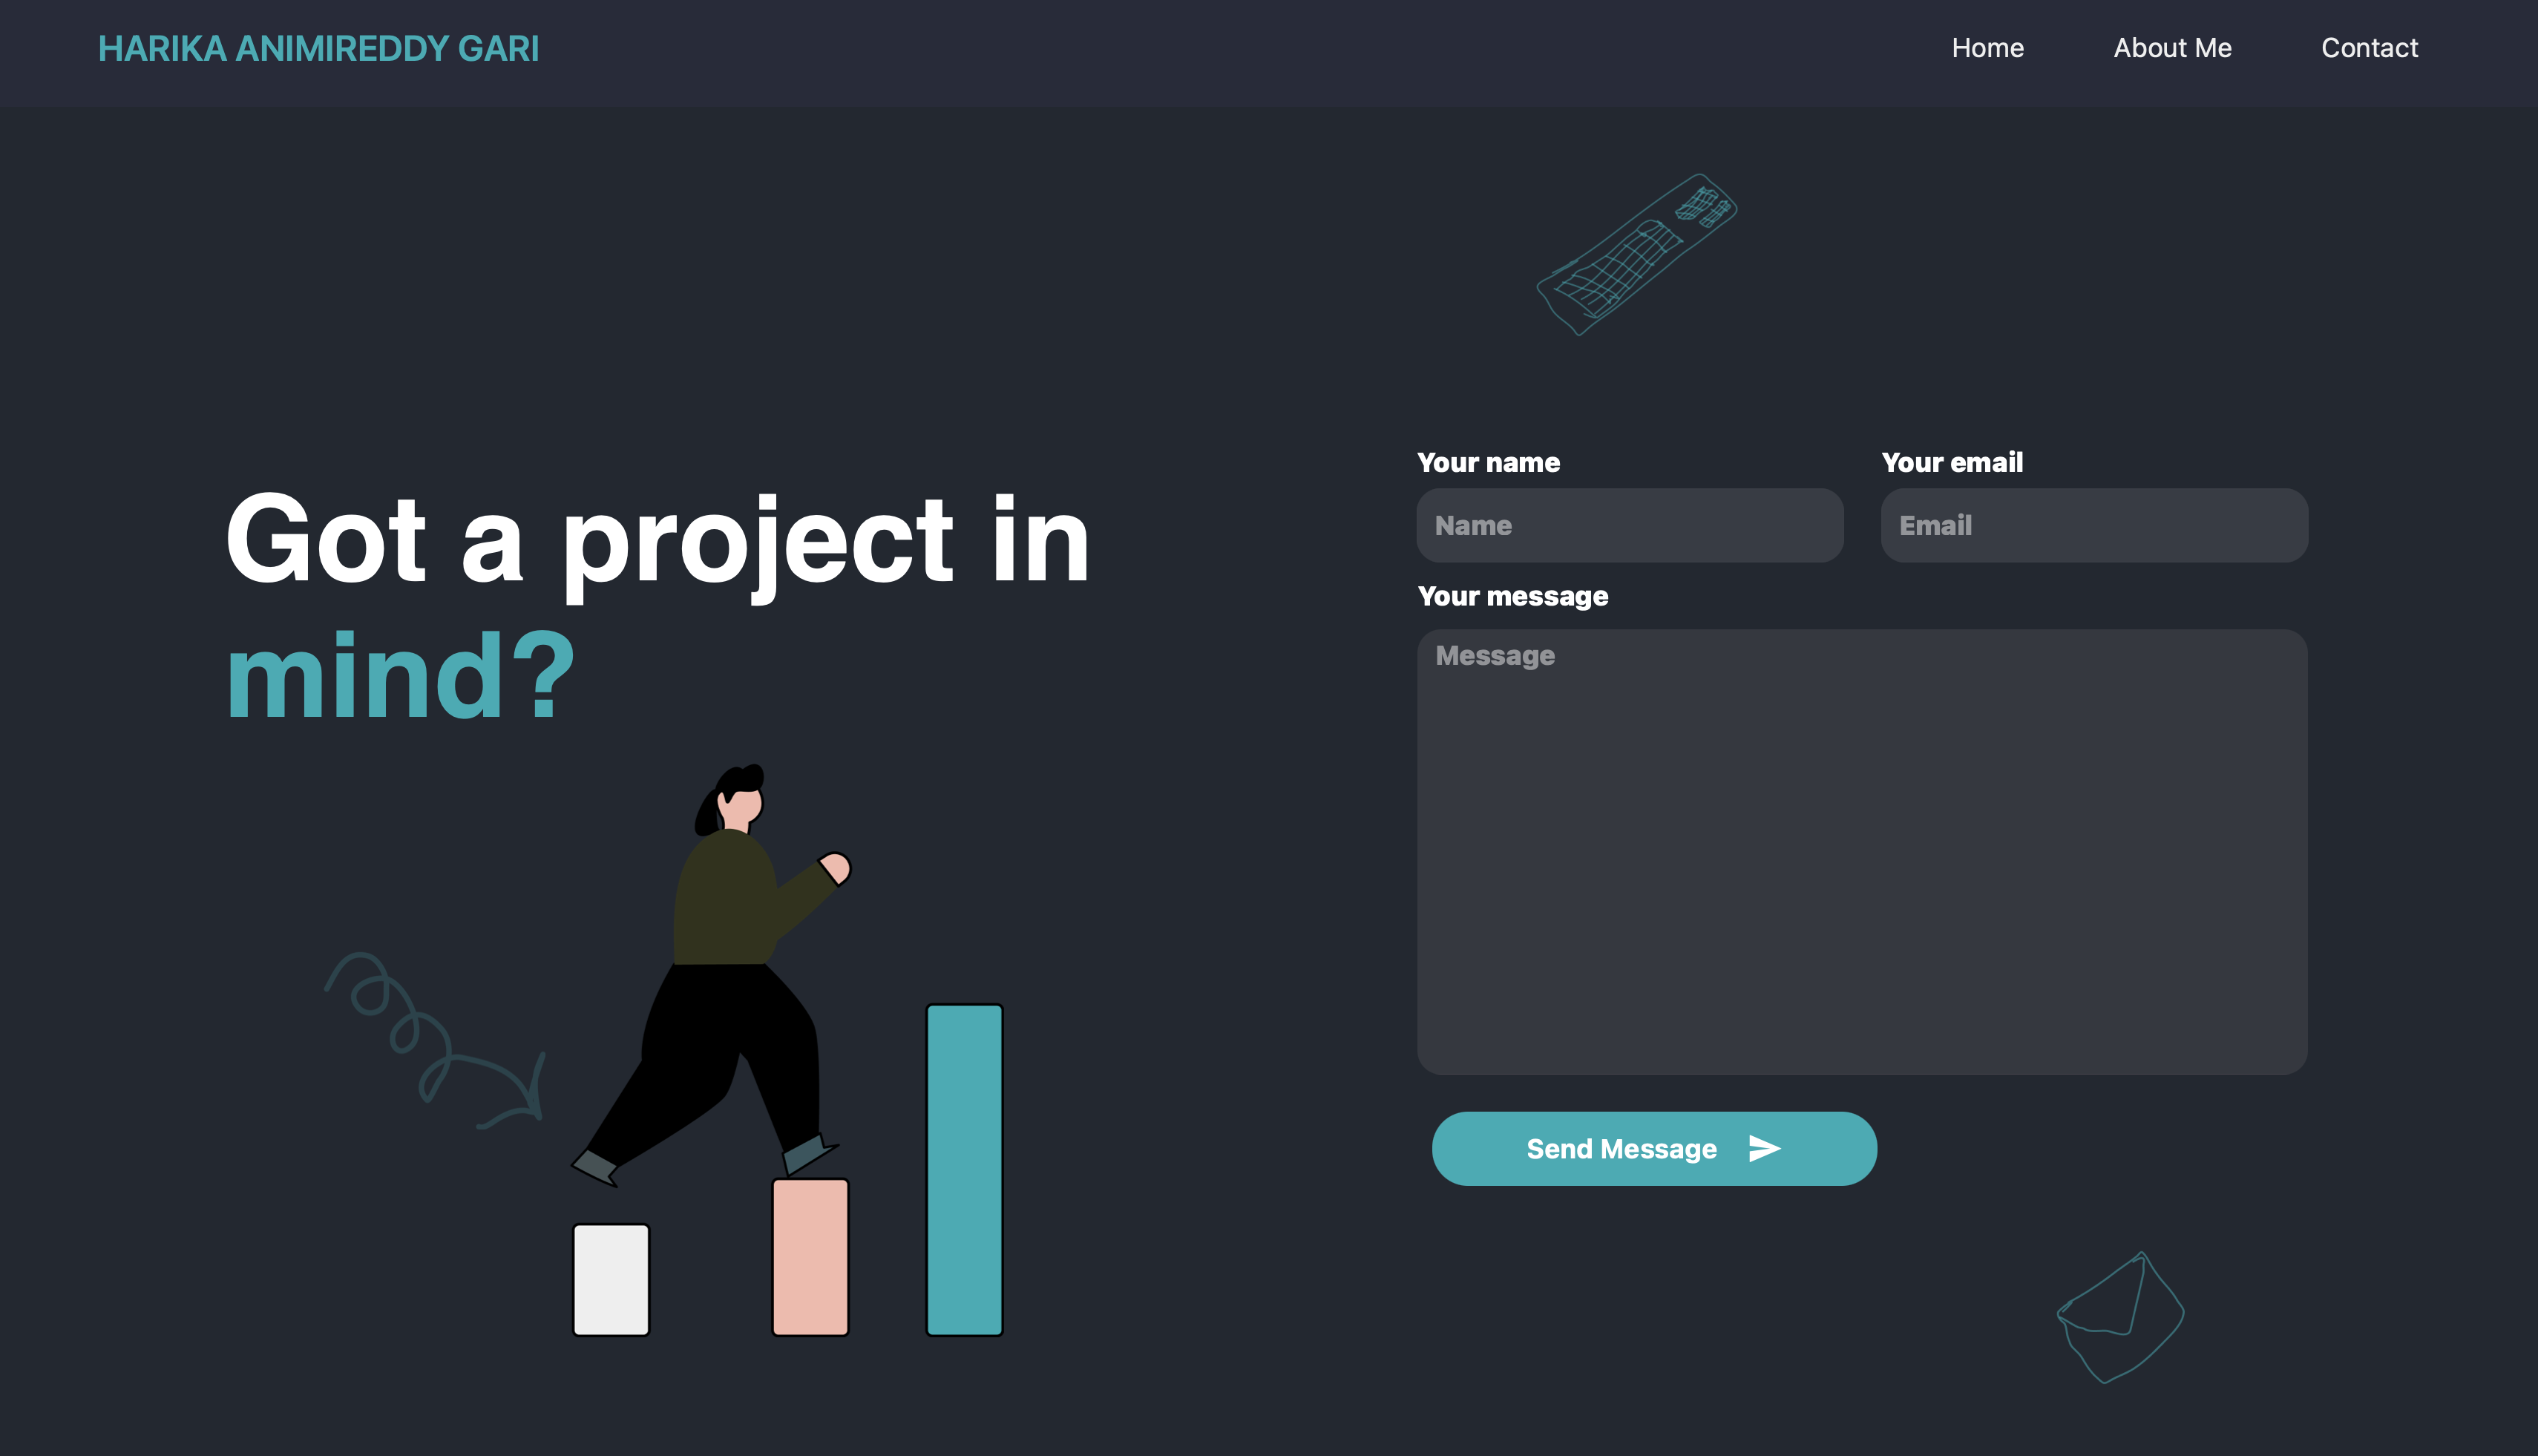 HARIKA ANIMIREDDY GARI
Home
About Me
Contact
Got a project in
mind?
Your name
Your email
Name
Email
Your message
Message
Send Message